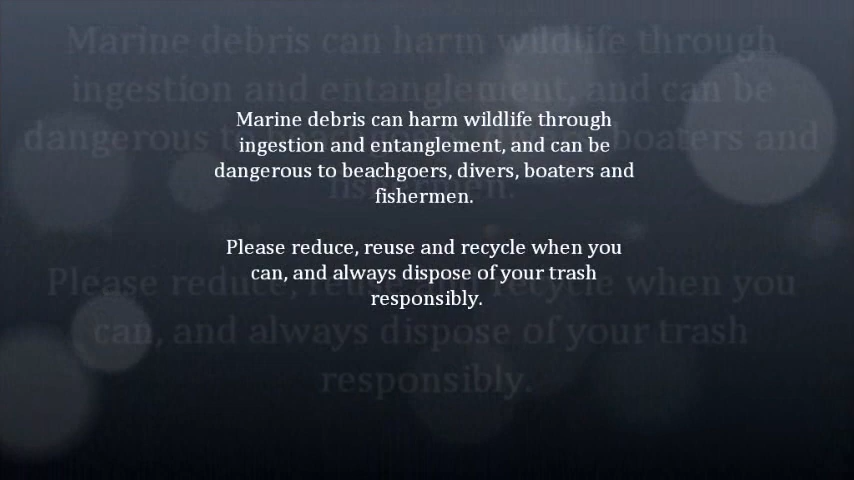 Marine debris can harm wildlife through
ingestion and entanglement, and can be
dangerous to beachgoers, divers, boaters and
fishermen.
Please reduce, reuse and recycle when you
can, and always dispose of your trash
responsibly.